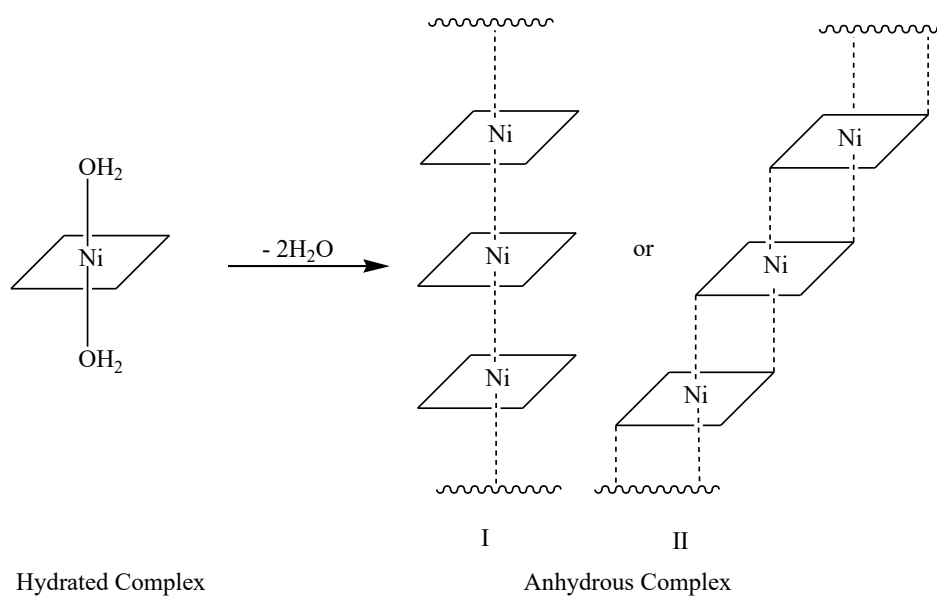 OH2
Ni
OH2
- 2H2O
Ni
Ni
Ni
or
Ni
Ni
Ni
I
II
Hydrated Complex
Anhydrous Complex